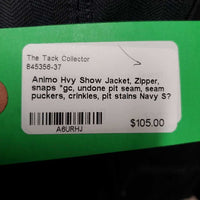 The Tack Collector
845356-37
Animo Hvy Show Jacket, Zipper,
snaps *gc, undone pit seam, seam
puckers, crinkles, pit stains Navy S?
A6URHJ
$105.00